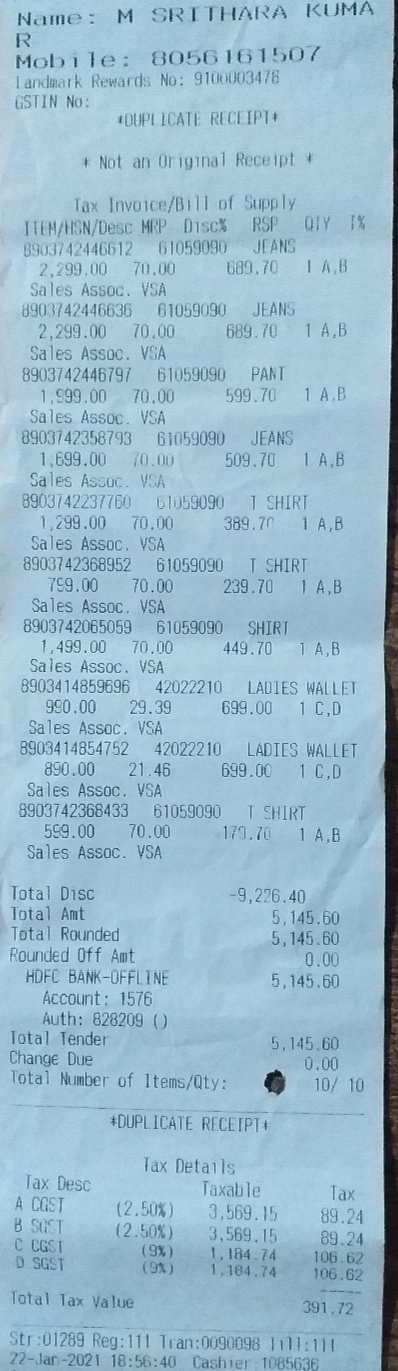 Name: M SRITHARA KUMA
R
Mobile: 8056161507
Landmark Rewards No: 9100003478
GSTIN No:
*DUPLICATE RECEIPT*
* Not an Original Receipt *
Tax Invoice/Bill of Supply
ITEM/HSN/Desc MRP Disc% RSP QTY T%
8903742446612 61059090 JEANS
2,299.00 70.00 689.70 1 A,B
Sales Assoc. VSA
8903742446636 61059090 JEANS
2,299.00 70.00 689.70 1 A,B
Sales Assoc. VSA
8903742446797 61059090 PANT
1,999.00 70.00 599.70 1 A,B
Sales Assoc. VSA
8903742358793 61059090 JEANS
1,699.00 70.00 509.70 1 A,B
Sales Assoc. VSA
8903742237760 61059090 T SHIRT
1,299.00 70.00 389.70 1 A,B
Sales Assoc. VSA
8903742368952 61059090 T SHIRT
799.00 70.00 239.70 1 A,B
Sales Assoc. VSA
8903742065059 61059090 SHIRT
1,499.00 70.00 449.70 1 A,B
Sales Assoc. VSA
8903414859696 42022210 LADIES WALLET
990.00 29.39 699.00 1 C,D
Sales Assoc. VSA
8903414854752 42022210 LADIES WALLET
890.00 21.46 699.00 1 C,D
Sales Assoc. VSA
8903742368433 61059090 T SHIRT
599.00 70.00 179.70 1 A,B
Sales Assoc. VSA
Total Disc -9,226.40
Total Amt 5,145.60
Total Rounded 5,145.60
Rounded Off Amt 0.00
HDFC BANK-OFFLINE 5,145.60
Account: 1576
Auth: 828209 ()
Total Tender 5,145.60
Change Due 0.00
Total Number of Items/Qty: 10/ 10
*DUPLICATE RECEIPT*
Tax Details
Tax Desc Taxable Tax
A CGST (2.50%) 3,569.15 89.24
B SGST (2.50%) 3,569.15 89.24
C CGST (9%) 1,184.74 106.62
D SGST (9%) 1,184.74 106.62
Total Tax Value 391.72
Str:01289 Reg:111 Tran:0090098 Till:111
22-Jan-2021 18:56:40 Cashier:1085636